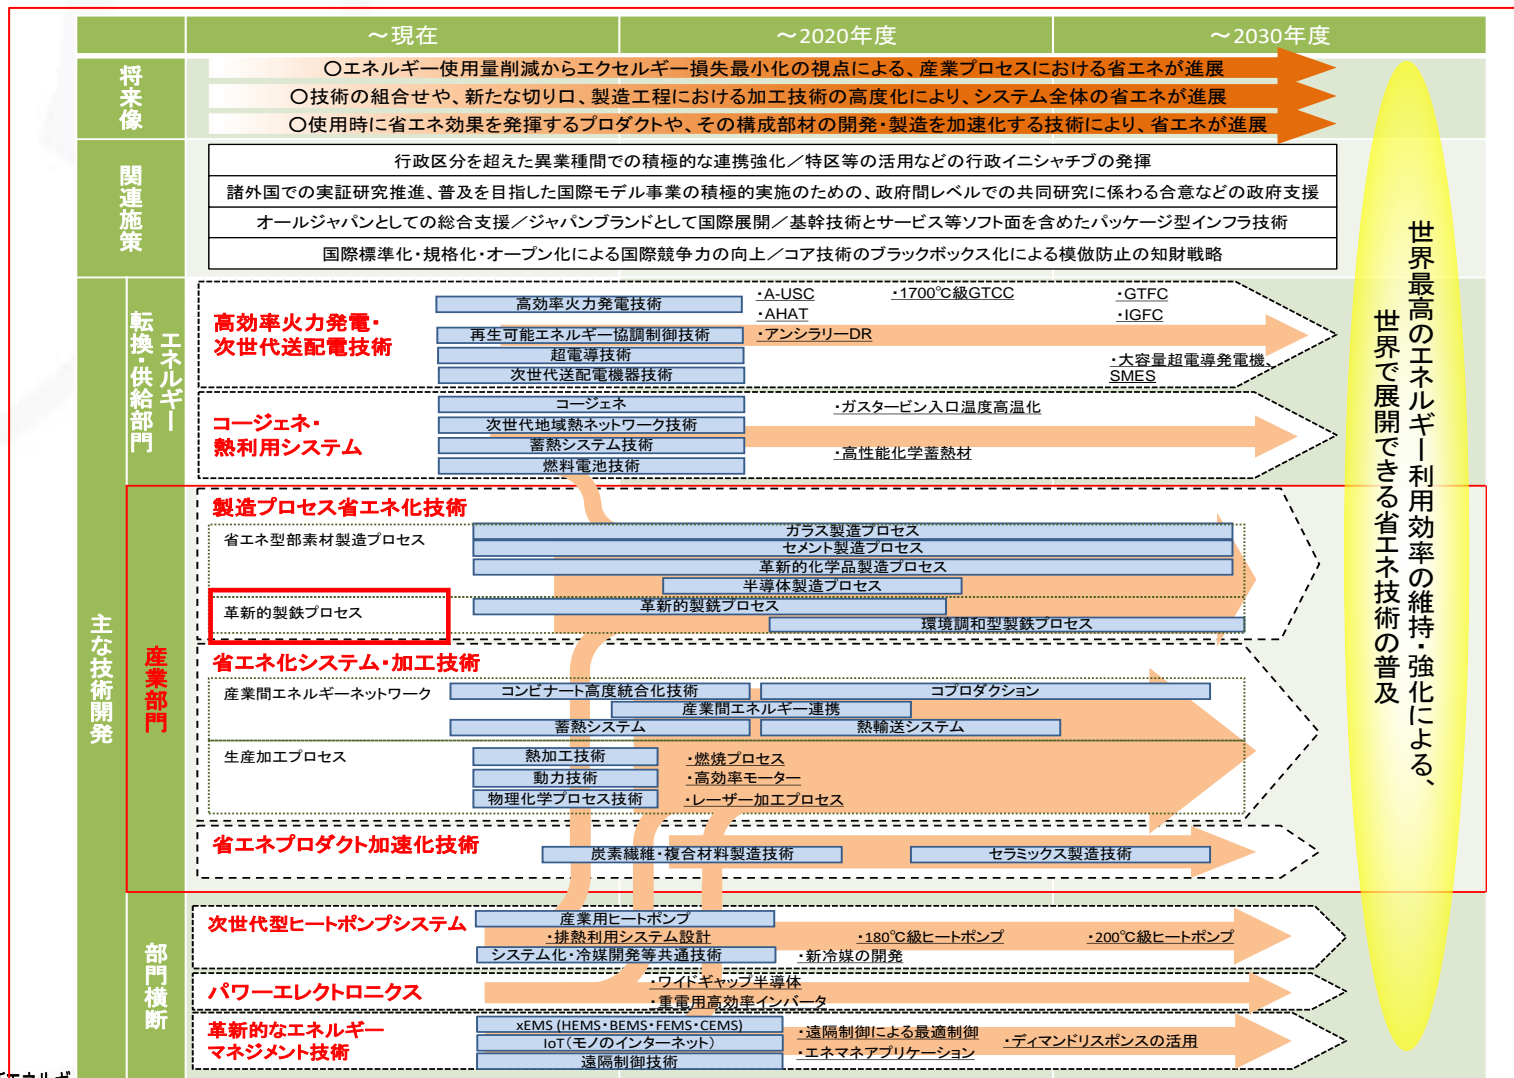 ～現在
～2020年度
～2030年度
将来像
○エネルギー使用量削減からエクセルギー損失最小化の視点による、産業プロセスにおける省エネが進展
○技術の組合せや、新たな切り口、製造工程における加工技術の高度化により、システム全体の省エネが進展
○使用時に省エネ効果を発揮するプロダクトや、その構成部材の開発・製造を加速化する技術により、省エネが進展
関連施策
行政区分を超えた異業種間での積極的な連携強化／特区等の活用などの行政イニシャチブの発揮
諸外国での実証研究推進、普及を目指した国際モデル事業の積極的実施のための、政府間レベルでの共同研究に係わる合意などの政府支援
オールジャパンとしての総合支援／ジャパンブランドとして国際展開／基幹技術とサービス等ソフト面を含めたパッケージ型インフラ技術
国際標準化・規格化・オープン化による国際競争力の向上／コア技術のブラックボックス化による模倣防止の知財戦略
世界最高のエネルギー利用効率の維持・強化による、
世界で展開できる省エネ技術の普及
主な技術開発
エネルギー
転換・供給部門
高効率火力発電・
次世代送配電技術
高効率火力発電技術
再生可能エネルギー協調制御技術
超電導技術
次世代送配電機器技術
・A-USC
・1700℃級GTCC
・GTFC
・AHAT
・IGFC
・アンシラリーDR
・大容量超電導発電機、
SMES
コージェネ・
熱利用システム
コージェネ
次世代地域熱ネットワーク技術
蓄熱システム技術
燃料電池技術
・ガスタービン入口温度高温化
・高性能化学蓄熱材
産業部門
製造プロセス省エネ化技術
省エネ型部素材製造プロセス
ガラス製造プロセス
セメント製造プロセス
革新的化学品製造プロセス
半導体製造プロセス
革新的製鉄プロセス
革新的製鉄プロセス
環境調和型製鉄プロセス
省エネ化システム・加工技術
産業間エネルギーネットワーク
コンビナート高度統合化技術
コプロダクション
産業間エネルギー連携
蓄熱システム
熱輸送システム
生産加工プロセス
熱加工技術
動力技術
物理化学プロセス技術
・燃焼プロセス
・高効率モーター
・レーザー加工プロセス
省エネプロダクト加速化技術
炭素繊維・複合材料製造技術
セラミックス製造技術
部門横断
次世代型ヒートポンプシステム
産業用ヒートポンプ
・排熱利用システム設計
・180℃級ヒートポンプ
・200℃級ヒートポンプ
システム化・冷媒開発等共通技術
・新冷媒の開発
パワーエレクトロニクス
・ワイドギャップ半導体
・重電用高効率インバータ
革新的なエネルギー
マネジメント技術
xEMS (HEMS・BEMS・FEMS・CEMS)
IoT（モノのインターネット）
遠隔制御技術
・遠隔制御による最適制御
・エネマネアプリケーション
・ディマンドリスポンスの活用